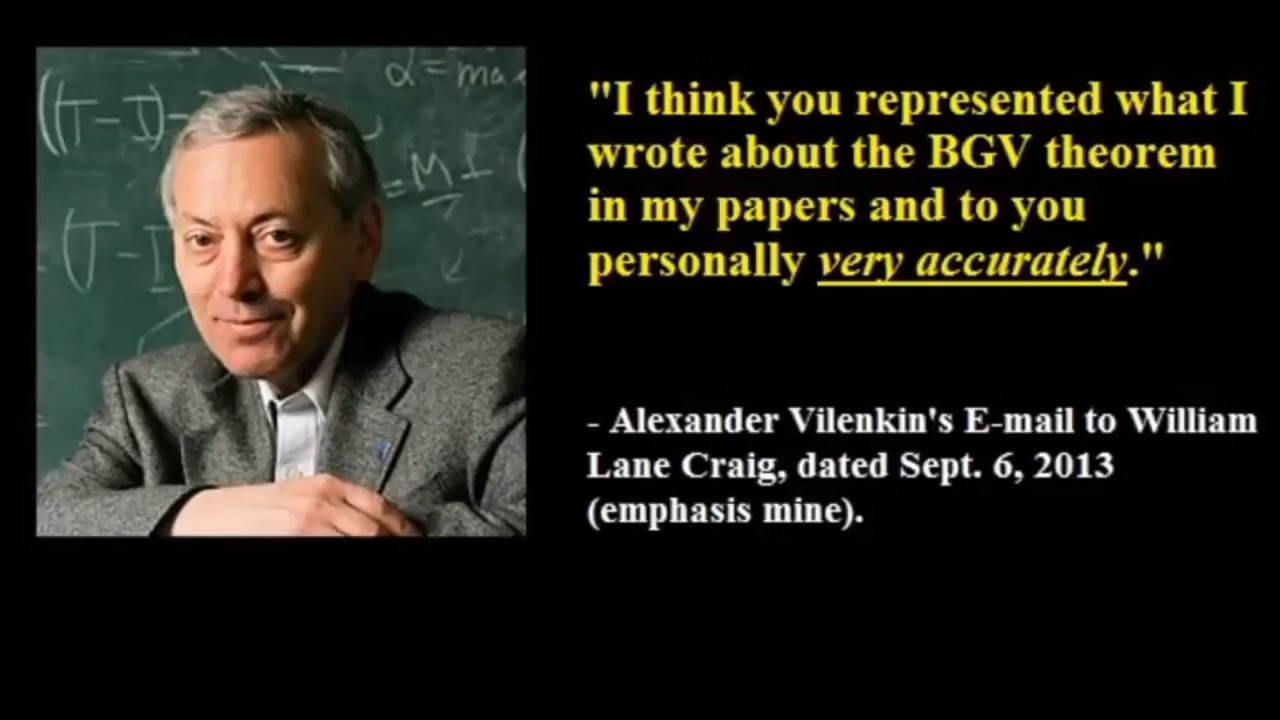 α = ma
((T-I)-
= M I
T
(T-I
"I think you represented what I
wrote about the BGV theorem
in my papers and to you
personally very accurately."
- Alexander Vilenkin's E-mail to William
Lane Craig, dated Sept. 6, 2013
(emphasis mine).